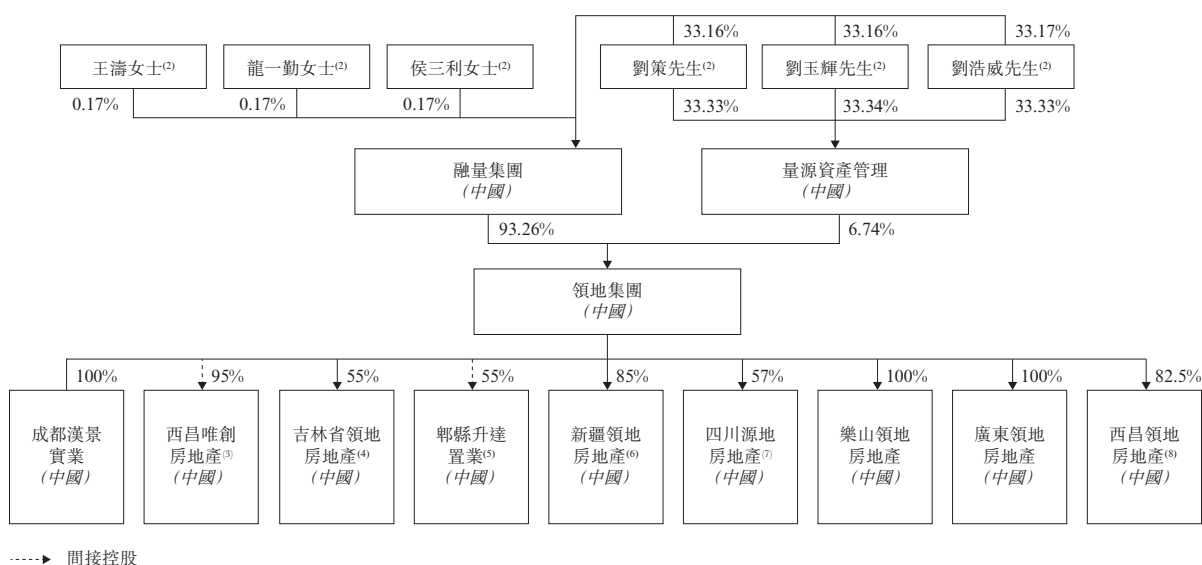 33.16% 33.16% 33.17%
王濤女士(2) 龍一勤女士(2) 侯三利女士(2) 劉策先生(2) 劉玉輝先生(2) 劉浩威先生(2)
0.17% 0.17% 0.17% 33.33% 33.34% 33.33%
融量集團 量源資產管理
(中國) (中國)
93.26% 6.74%
領地集團
(中國)
100% 95% 55% 55% 85% 57% 100% 100% 82.5%
成都漢景
實業
(中國)
西昌唯創
房地產(3)
(中國)
吉林省領地
房地產(4)
(中國)
郫縣升達
置業(5)
(中國)
新疆領地
房地產(6)
(中國)
四川源地
房地產(7)
(中國)
樂山領地
房地產
(中國)
廣東領地
房地產
(中國)
西昌領地
房地產(8)
(中國)
間接控股